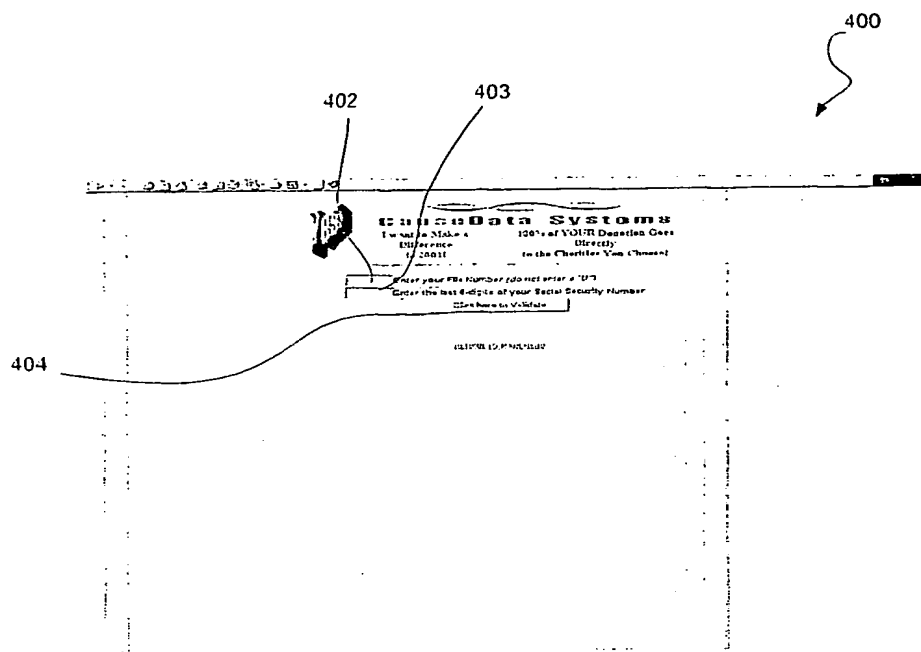 400
402
403
CauseData Systems
I want to Make a
Difference
100% of YOUR Donation Goes
Directly
to the Charities You Choose!
Enter your File Number (do not enter a "0")
Enter the last 4-digits of your Social Security Number
Click here to Validate
404